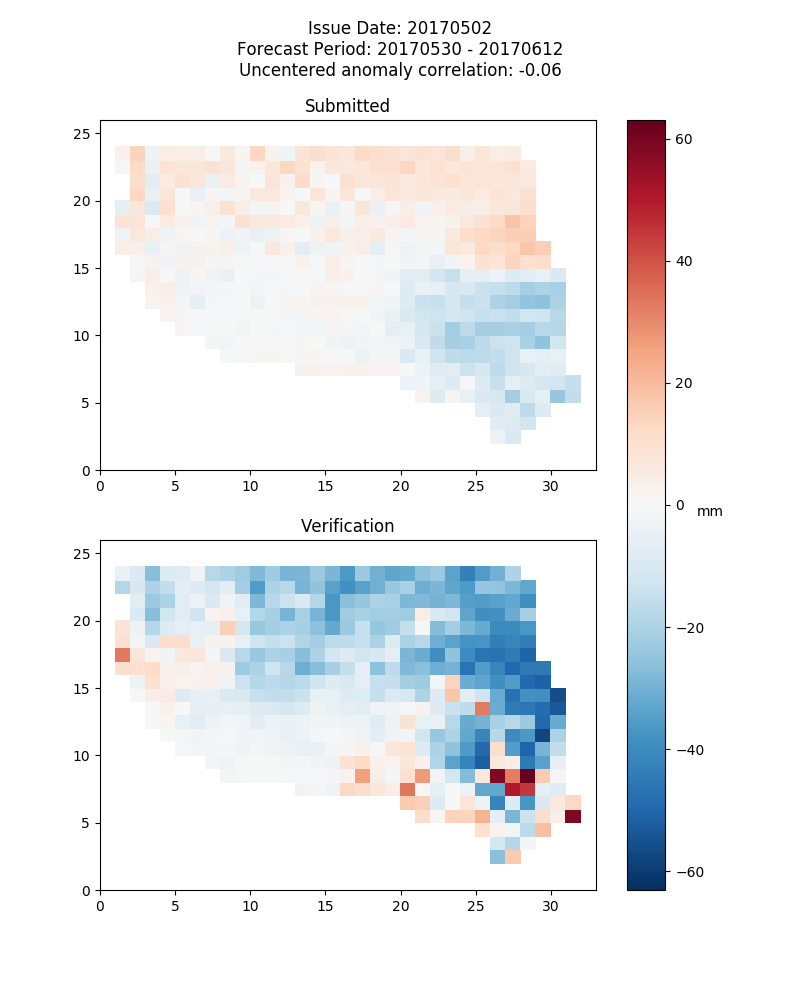 Issue Date: 20170502
Forecast Period: 20170530 - 20170612
Uncentered anomaly correlation: -0.06
Submitted
25
20
15
10
5
0
0 5 10 15 20 25 30
Verification
25
20
15
10
5
0
0 5 10 15 20 25 30
60
40
20
0
mm
−20
−40
−60